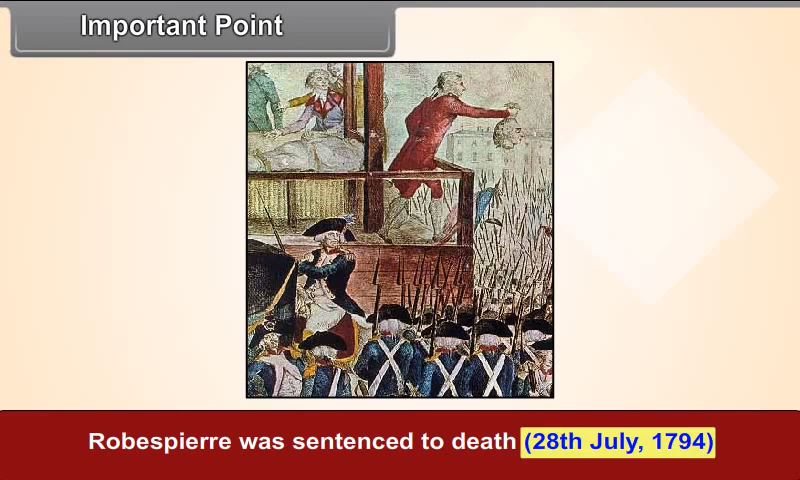 Important Point
Robespierre was sentenced to death (28th July, 1794)